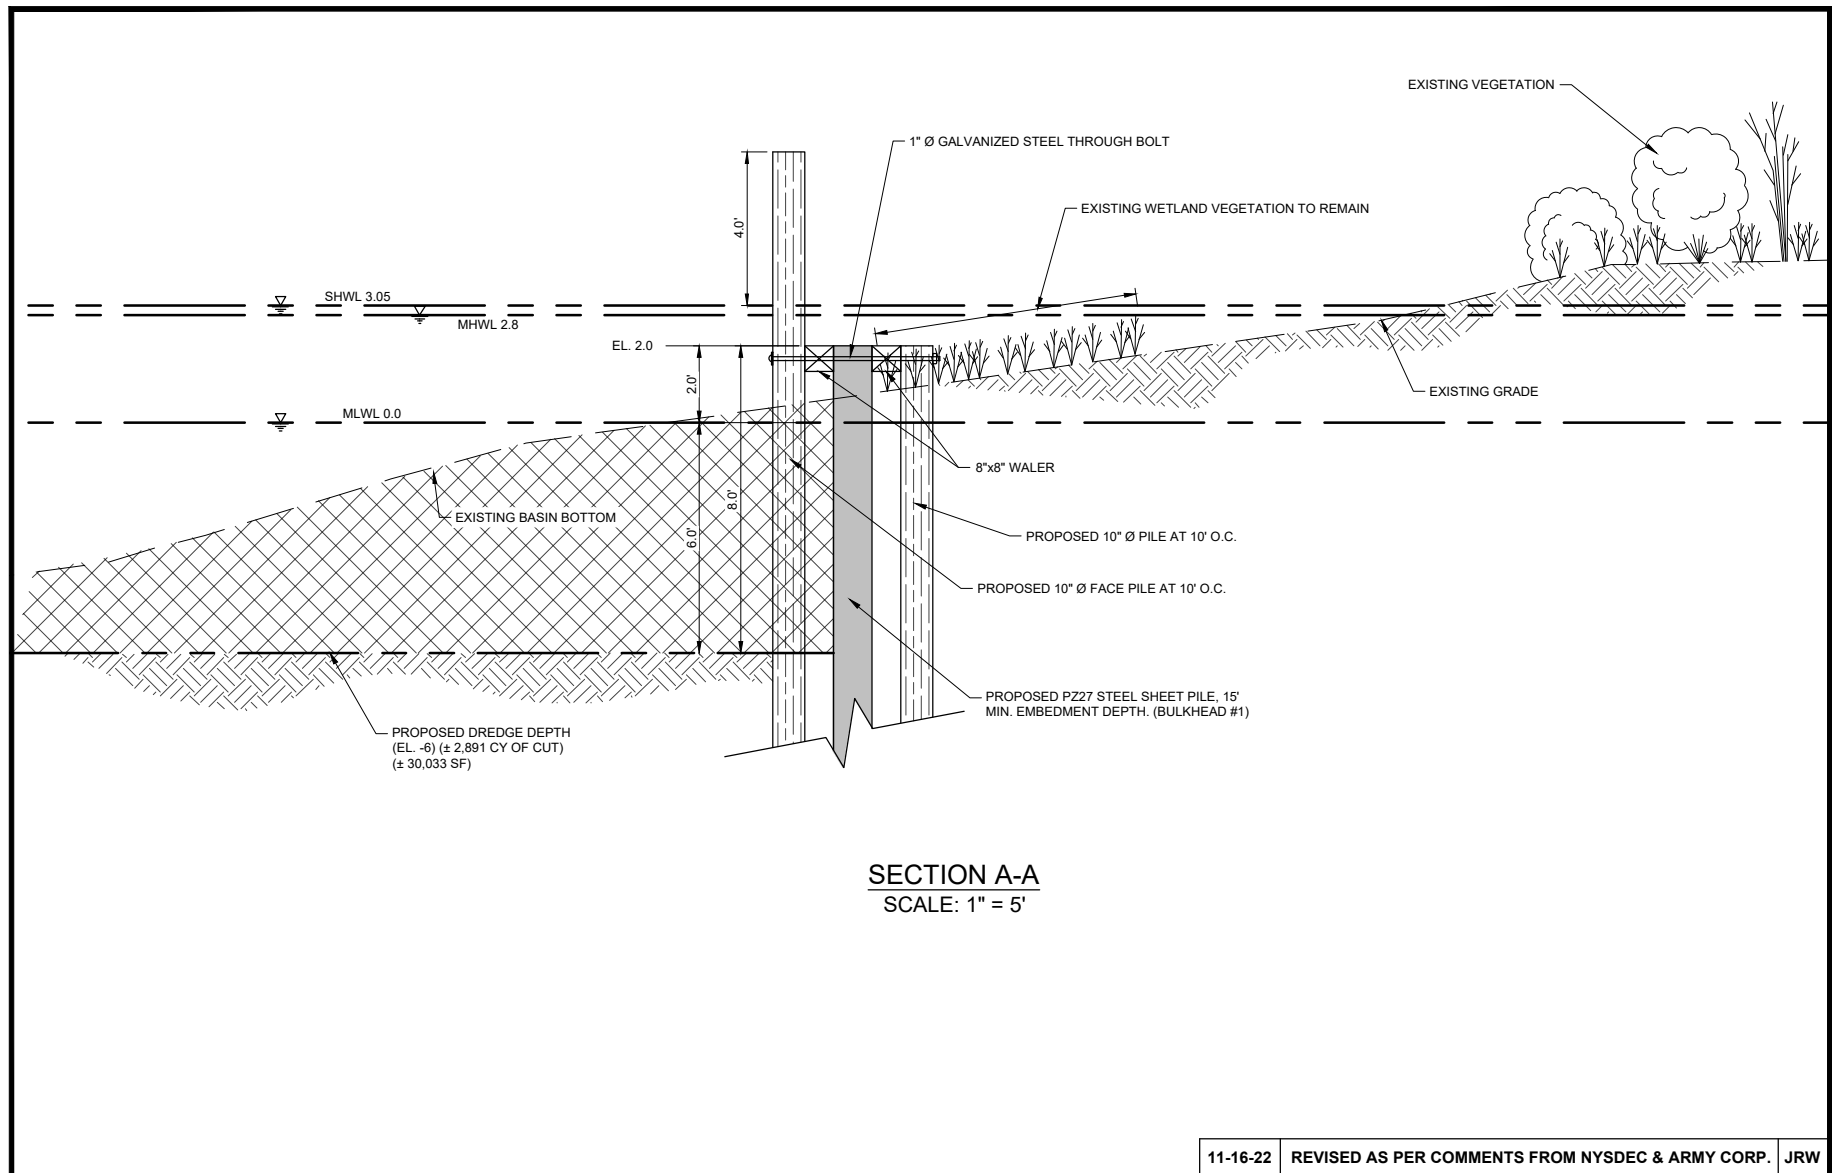 EXISTING VEGETATION
1" Ø GALVANIZED STEEL THROUGH BOLT
EXISTING WETLAND VEGETATION TO REMAIN
4.0'
SHWL 3.05
MHWL 2.8
EL. 2.0
2.0'
EXISTING GRADE
MLWL 0.0
8"x8" WALER
8.0'
EXISTING BASIN BOTTOM
6.0'
PROPOSED 10" Ø PILE AT 10' O.C.
PROPOSED 10" Ø FACE PILE AT 10' O.C.
PROPOSED PZ27 STEEL SHEET PILE, 15'
MIN. EMBEDMENT DEPTH. (BULKHEAD #1)
PROPOSED DREDGE DEPTH
(EL. -6) (± 2,891 CY OF CUT)
(± 30,033 SF)
SECTION A-A
SCALE: 1" = 5'
11-16-22 REVISED AS PER COMMENTS FROM NYSDEC & ARMY CORP. JRW